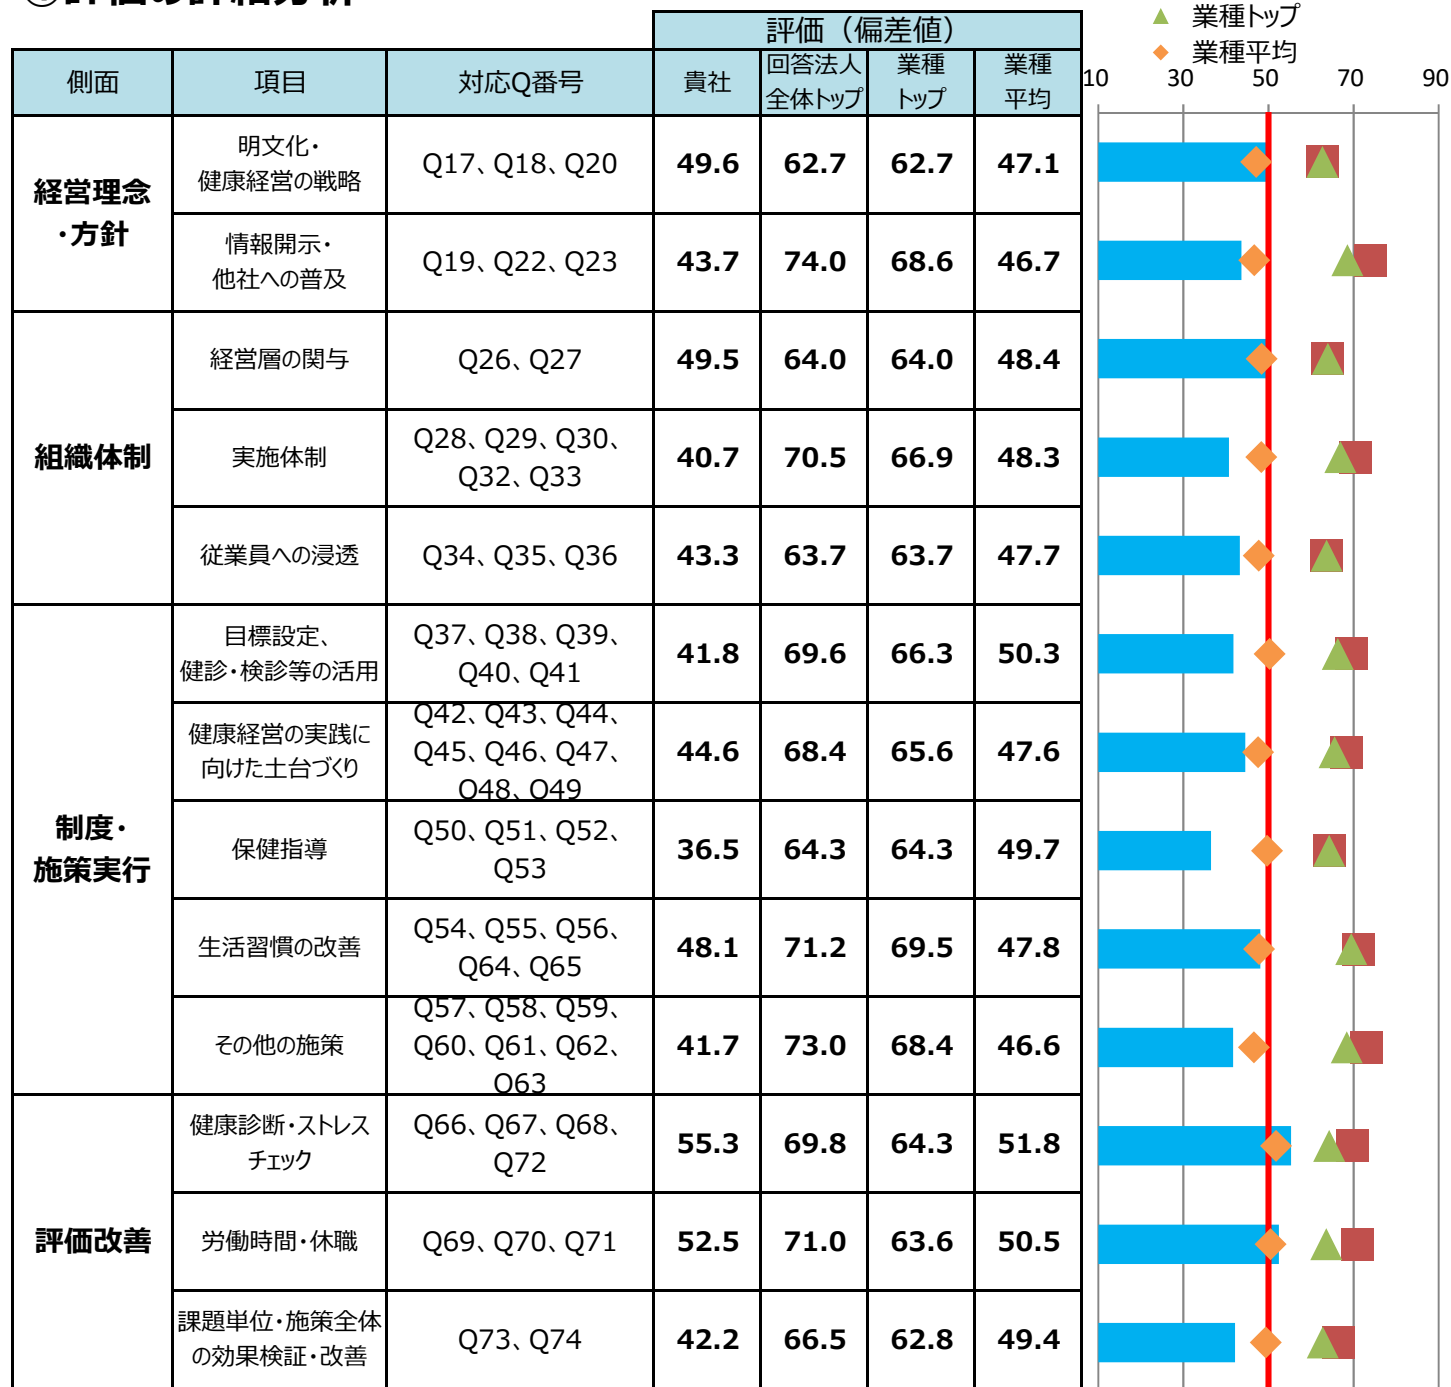 評価(偏差値)
▲ 業種トップ
◆ 業種平均
側面 項目 対応Q番号 貴社 回答法人 業種 業種
全体トップ トップ 平均
10 30 50 70 90
経営理念
・方針
明文化・
健康経営の戦略
Q17、Q18、Q20 49.6 62.7 62.7 47.1
情報開示・
他社への普及
Q19、Q22、Q23 43.7 74.0 68.6 46.7
組織体制
経営層の関与 Q26、Q27 49.5 64.0 64.0 48.4
実施体制
Q28、Q29、Q30、
Q32、Q33
40.7 70.5 66.9 48.3
従業員への浸透 Q34、Q35、Q36 43.3 63.7 63.7 47.7
制度・
施策実行
目標設定、
健診・検診等の活用
Q37、Q38、Q39、
Q40、Q41
41.8 69.6 66.3 50.3
健康経営の実践に
向けた土台づくり
Q42、Q43、Q44、
Q45、Q46、Q47、
Q48、Q49
44.6 68.4 65.6 47.6
保健指導
Q50、Q51、Q52、
Q53
36.5 64.3 64.3 49.7
生活習慣の改善
Q54、Q55、Q56、
Q64、Q65
48.1 71.2 69.5 47.8
その他の施策
Q57、Q58、Q59、
Q60、Q61、Q62、
Q63
41.7 73.0 68.4 46.6
評価改善
健康診断・ストレス
チェック
Q66、Q67、Q68、
Q72
55.3 69.8 64.3 51.8
労働時間・休職 Q69、Q70、Q71 52.5 71.0 63.6 50.5
課題単位・施策全体
の効果検証・改善
Q73、Q74 42.2 66.5 62.8 49.4